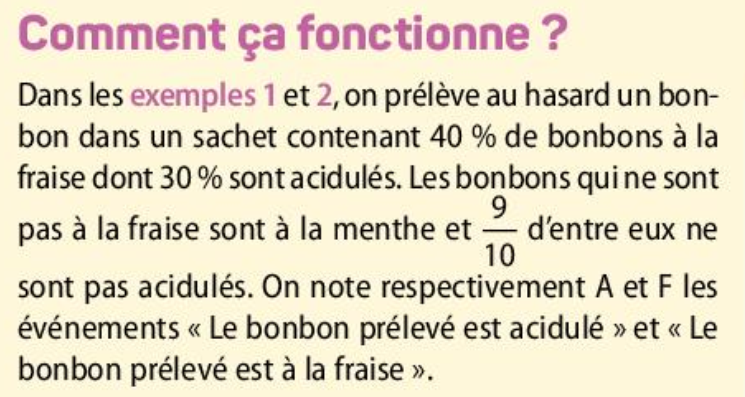 Comment ça fonctionne ?
Dans les exemples 1 et 2, on prélève au hasard un bon-
bon dans un sachet contenant 40 % de bonbons à la
fraise dont 30 % sont acidulés. Les bonbons qui ne sont
pas à la fraise sont à la menthe et 9/10 d'entre eux ne
sont pas acidulés. On note respectivement A et F les
événements « Le bonbon prélevé est acidulé » et « Le
bonbon prélevé est à la fraise ».